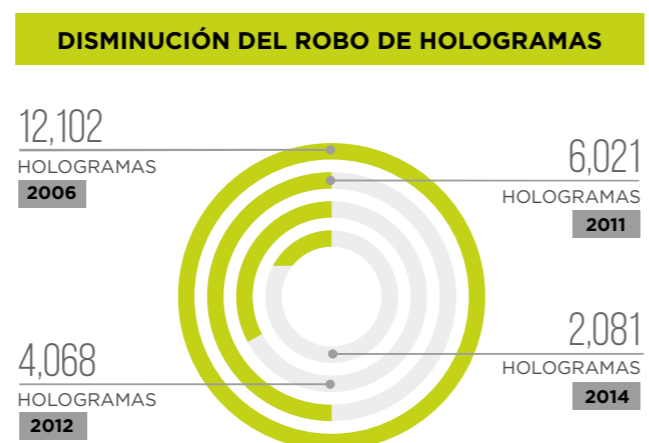 DISMINUCIÓN DEL ROBO DE HOLOGRAMAS
12,102
HOLOGRAMAS
2006
6,021
HOLOGRAMAS
2011
4,068
HOLOGRAMAS
2012
2,081
HOLOGRAMAS
2014